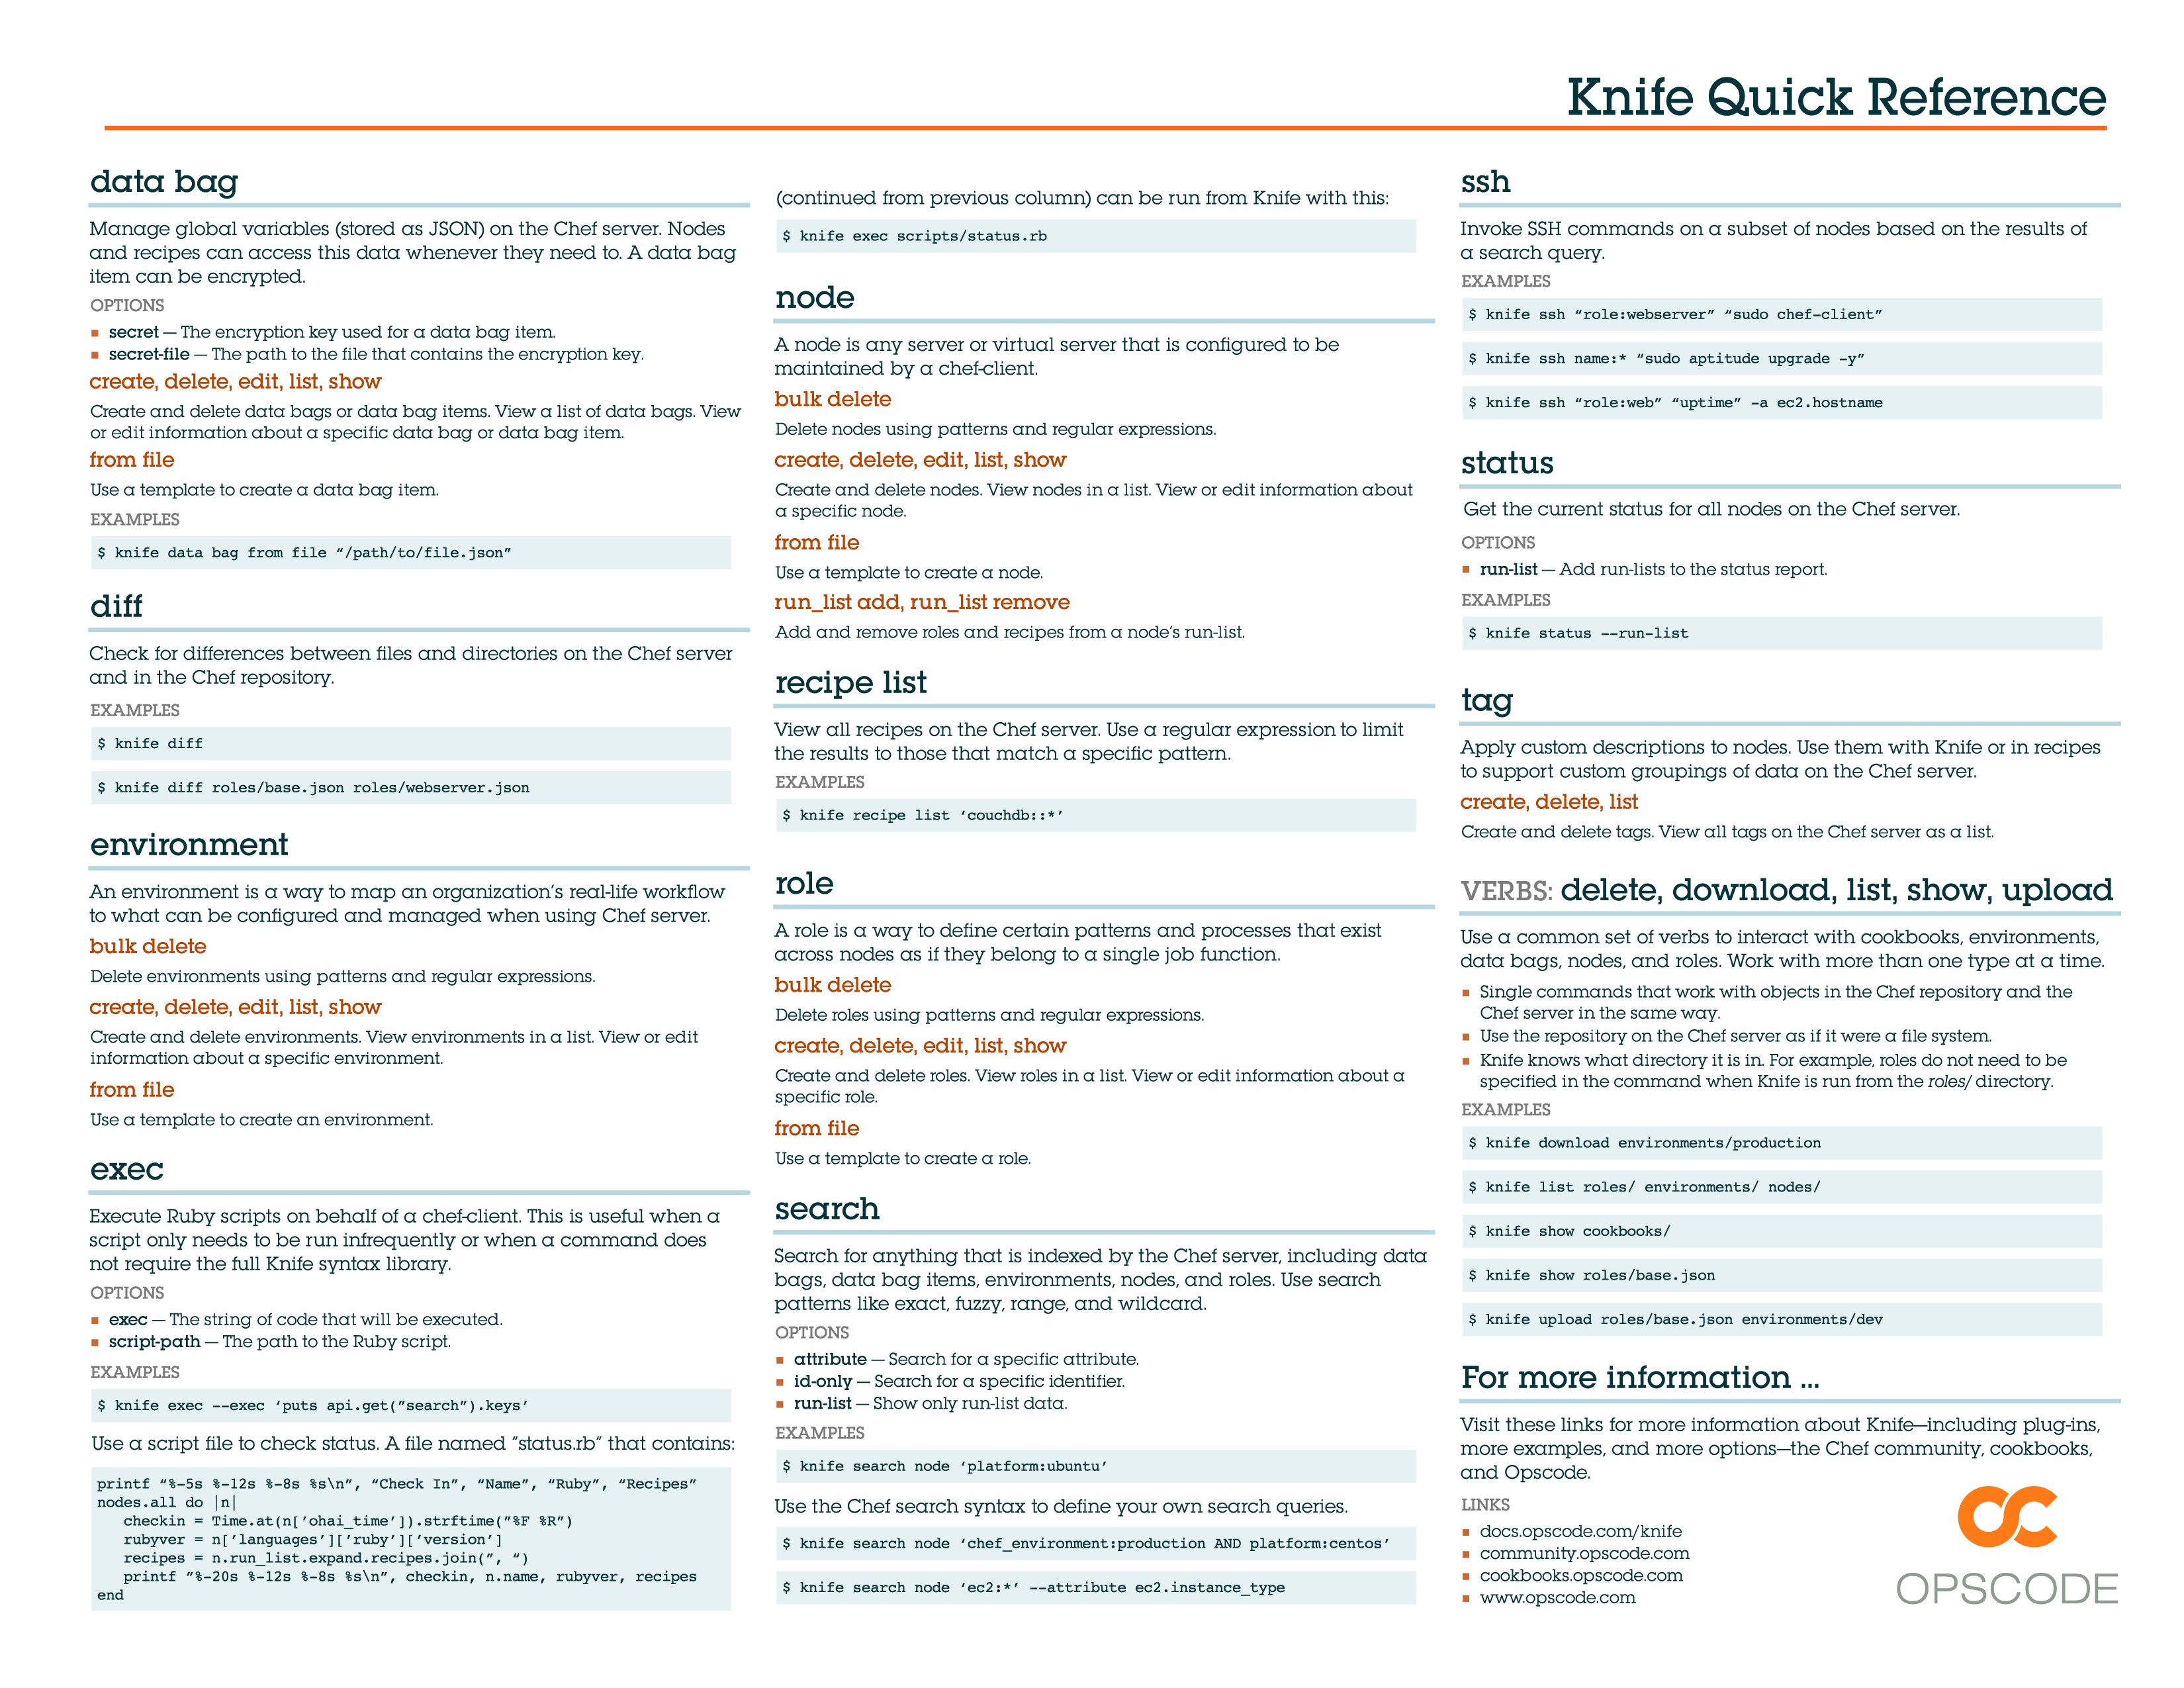 Knife Quick Reference
data bag
Manage global variables (stored as JSON) on the Chef server. Nodes
and recipes can access this data whenever they need to. A data bag
item can be encrypted.
OPTIONS
▪ secret — The encryption key used for a data bag item.
▪ secret-file — The path to the file that contains the encryption key.
create, delete, edit, list, show
Create and delete data bags or data bag items. View a list of data bags. View
or edit information about a specific data bag or data bag item.
from file
Use a template to create a data bag item.
EXAMPLES
$ knife data bag from file “/path/to/file.json”
diff
Check for differences between files and directories on the Chef server
and in the Chef repository.
EXAMPLES
$ knife diff
$ knife diff roles/base.json roles/webserver.json
environment
An environment is a way to map an organization’s real-life workflow
to what can be configured and managed when using Chef server.
bulk delete
Delete environments using patterns and regular expressions.
create, delete, edit, list, show
Create and delete environments. View environments in a list. View or edit
information about a specific environment.
from file
Use a template to create an environment.
exec
Execute Ruby scripts on behalf of a chef-client. This is useful when a
script only needs to be run infrequently or when a command does
not require the full Knife syntax library.
OPTIONS
▪ exec — The string of code that will be executed.
▪ script-path — The path to the Ruby script.
EXAMPLES
$ knife exec --exec ‘puts api.get(”search”).keys’
Use a script file to check status. A file named ”status.rb” that contains:
printf “%-5s %-12s %-8s %s\n”, “Check In”, “Name”, “Ruby”, “Recipes”
nodes.all do |n|
   checkin = Time.at(n[’ohai_time’]).strftime(”%F %R”)
   rubyver = n[’languages’][’ruby’][’version’]
   recipes = n.run_list.expand.recipes.join(”, “)
   printf ”%-20s %-12s %-8s %s\n”, checkin, n.name, rubyver, recipes
end
(continued from previous column) can be run from Knife with this:
$ knife exec scripts/status.rb
node
A node is any server or virtual server that is configured to be
maintained by a chef-client.
bulk delete
Delete nodes using patterns and regular expressions.
create, delete, edit, list, show
Create and delete nodes. View nodes in a list. View or edit information about
a specific node.
from file
Use a template to create a node.
run_list add, run_list remove
Add and remove roles and recipes from a node’s run-list.
recipe list
View all recipes on the Chef server. Use a regular expression to limit
the results to those that match a specific pattern.
EXAMPLES
$ knife recipe list ‘couchdb::*’
role
A role is a way to define certain patterns and processes that exist
across nodes as if they belong to a single job function.
bulk delete
Delete roles using patterns and regular expressions.
create, delete, edit, list, show
Create and delete roles. View roles in a list. View or edit information about a
specific role.
from file
Use a template to create a role.
search
Search for anything that is indexed by the Chef server, including data
bags, data bag items, environments, nodes, and roles. Use search
patterns like exact, fuzzy, range, and wildcard.
OPTIONS
▪ attribute — Search for a specific attribute.
▪ id-only — Search for a specific identifier.
▪ run-list — Show only run-list data.
EXAMPLES
$ knife search node ‘platform:ubuntu’
Use the Chef search syntax to define your own search queries.
$ knife search node ‘chef_environment:production AND platform:centos’
$ knife search node ‘ec2:*’ --attribute ec2.instance_type
ssh
Invoke SSH commands on a subset of nodes based on the results of
a search query.
EXAMPLES
$ knife ssh “role:webserver” “sudo chef-client”
$ knife ssh name:* “sudo aptitude upgrade -y”
$ knife ssh “role:web” “uptime” -a ec2.hostname
status
Get the current status for all nodes on the Chef server.
OPTIONS
▪ run-list — Add run-lists to the status report.
EXAMPLES
$ knife status --run-list
tag
Apply custom descriptions to nodes. Use them with Knife or in recipes
to support custom groupings of data on the Chef server.
create, delete, list
Create and delete tags. View all tags on the Chef server as a list.
VERBS: delete, download, list, show, upload
Use a common set of verbs to interact with cookbooks, environments,
data bags, nodes, and roles. Work with more than one type at a time.
▪ Single commands that work with objects in the Chef repository and the
Chef server in the same way.
▪ Use the repository on the Chef server as if it were a file system.
▪ Knife knows what directory it is in. For example, roles do not need to be
specified in the command when Knife is run from the roles/ directory.
EXAMPLES
$ knife download environments/production
$ knife list roles/ environments/ nodes/
$ knife show cookbooks/
$ knife show roles/base.json
$ knife upload roles/base.json environments/dev
For more information ...
Visit these links for more information about Knife—including plug-ins,
more examples, and more options—the Chef community, cookbooks,
and Opscode.
LINKS
▪ docs.opscode.com/knife
▪ community.opscode.com
▪ cookbooks.opscode.com
▪ www.opscode.com
OPSCODE